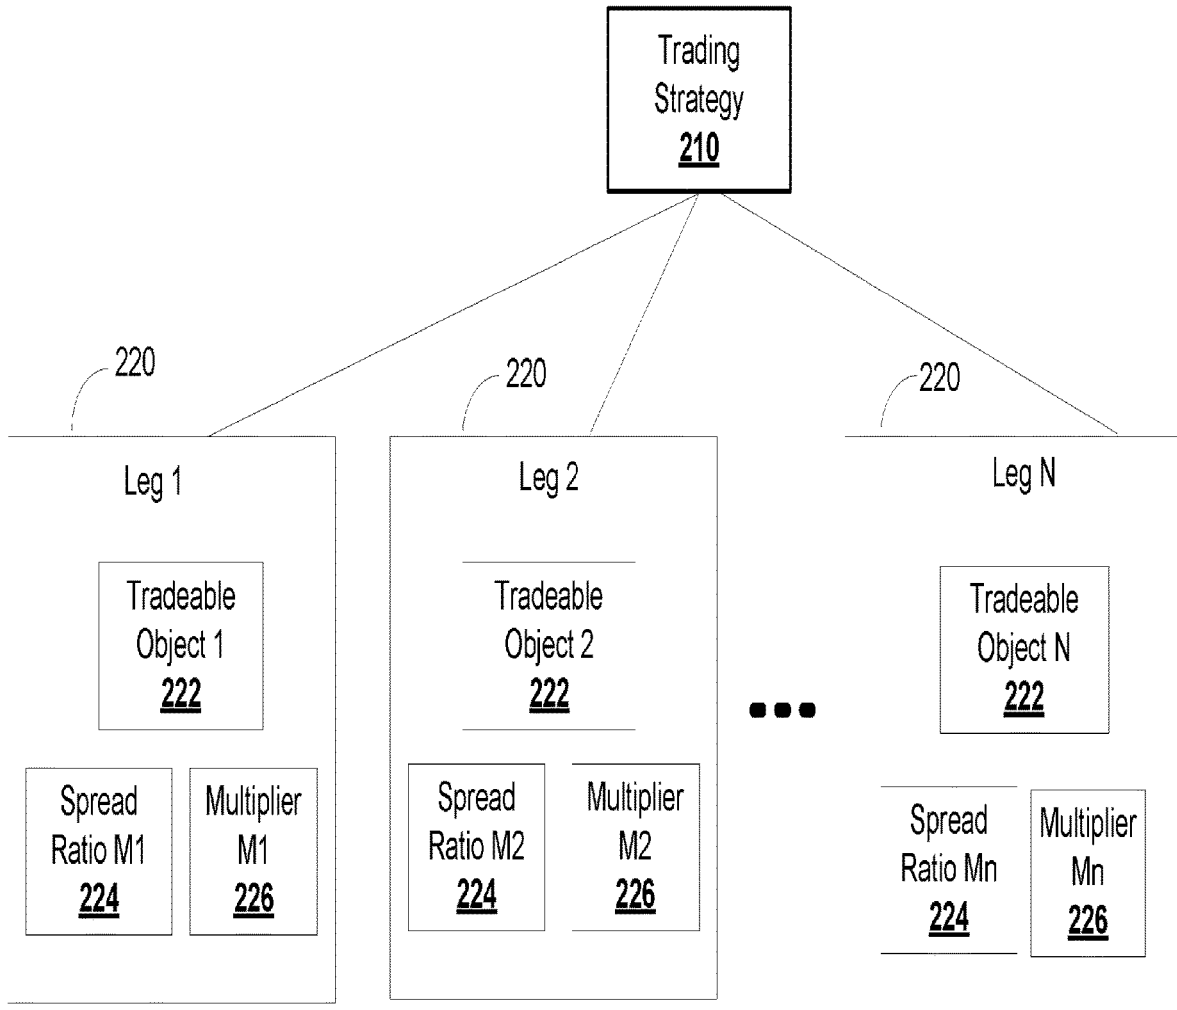 Trading
Strategy
210
220
220
220
Leg 1
Leg 2
Leg N
Tradeable
Object 1
222
Tradeable
Object 2
222
Tradeable
Object N
222
Spread
Ratio M1
224
Multiplier
M1
226
Spread
Ratio M2
224
Multiplier
M2
226
Spread
Ratio Mn
224
Multiplier
Mn
226